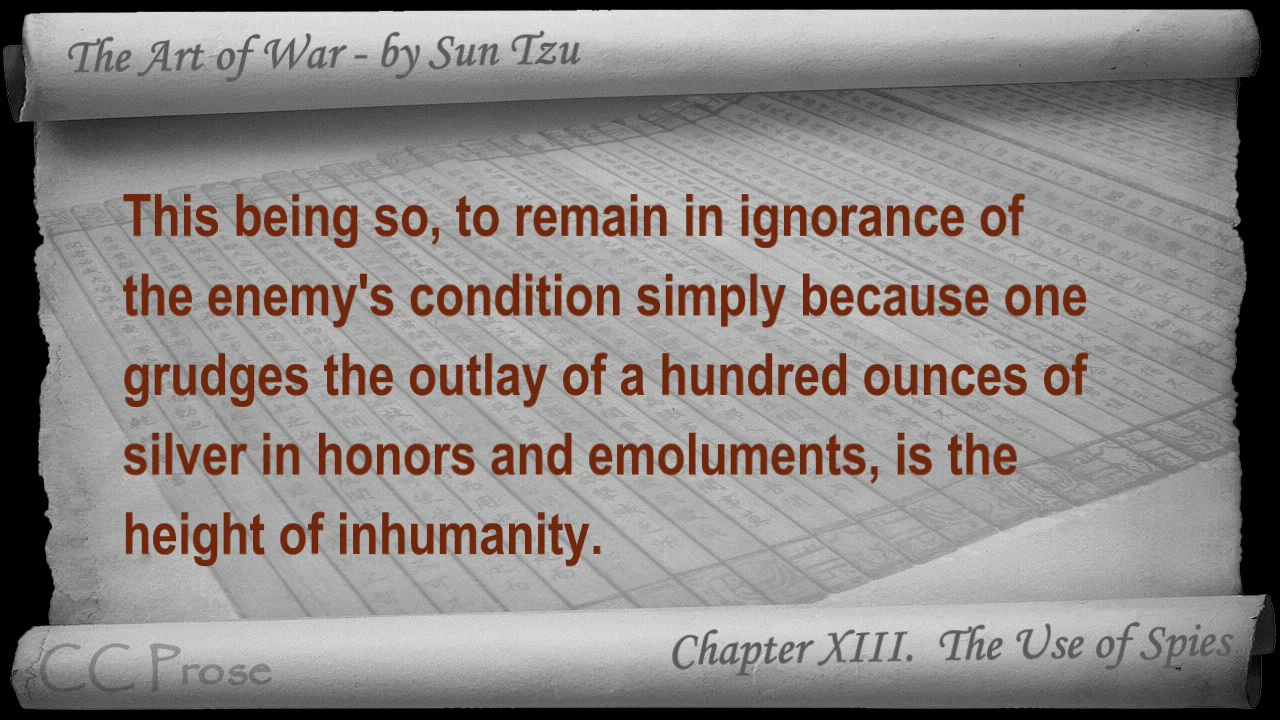 The Art of War - by Sun Tzu
This being so, to remain in ignorance of
the enemy's condition simply because one
grudges the outlay of a hundred ounces of
silver in honors and emoluments, is the
height of inhumanity.
Chapter XIII. The Use of Spies
CC Prose